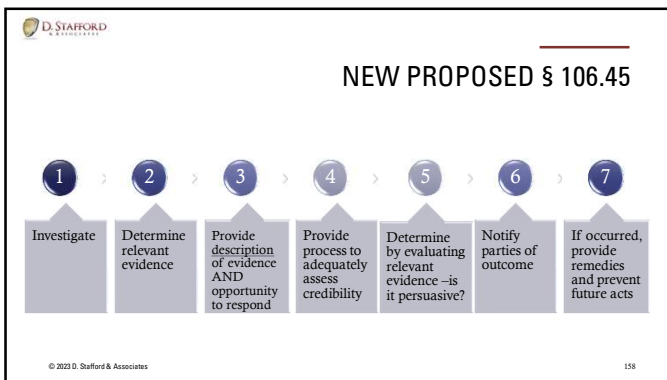 D. STAFFORD
& ASSOCIATES
NEW PROPOSED § 106.45
1
2
3
4
5
6
7
Investigate
Determine
relevant
evidence
Provide
description
of evidence
AND
opportunity
to respond
Provide
process to
adequately
assess
credibility
Determine
by evaluating
relevant
evidence –is
it persuasive?
Notify
parties of
outcome
If occurred,
provide
remedies
and prevent
future acts
© 2023 D. Stafford & Associates
158